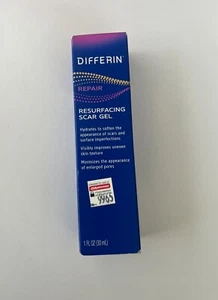 DIFFERIN
REPAIR
RESURFACING
SCAR GEL
Hydrates to soften the
appearance of scars and
surface imperfections
Visibly improves uneven
skin texture
Minimizes the appearance
of enlarged pores
9965
1 FL OZ (30 mL)